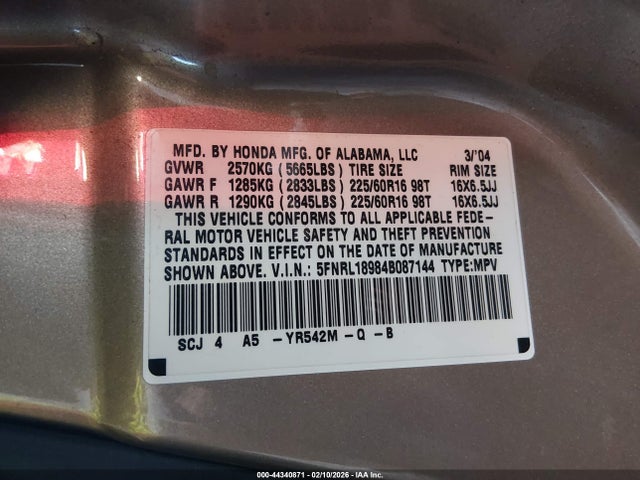 MFD. BY HONDA MFG. OF ALABAMA, LLC 3/'04
GVWR 2570KG (5665LBS) TIRE SIZE RIM SIZE
GAWR F 1285KG (2833LBS) 225/60R16 98T 16X6.5JJ
GAWR R 1290KG (2845LBS) 225/60R16 98T 16X6.5JJ
THIS VEHICLE CONFORMS TO ALL APPLICABLE FEDE-
RAL MOTOR VEHICLE SAFETY AND THEFT PREVENTION
STANDARDS IN EFFECT ON THE DATE OF MANUFACTURE
SHOWN ABOVE. V.I.N.: 5FNRL18984B087144 TYPE:MPV
SCJ 4 A5 -YR542M-Q-B
000-44340871 - 02/10/2026 - IAA Inc.